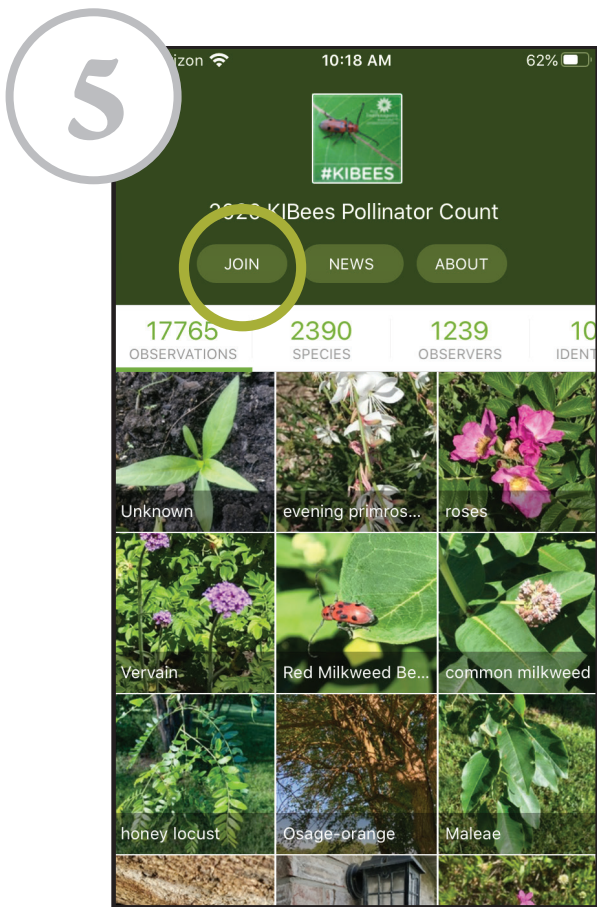 5
10:18 AM
62%
#KIBEES
KIBees Pollinator Count
JOIN NEWS ABOUT
17765 2390 1239
OBSERVATIONS SPECIES OBSERVERS
Unknown evening primros... roses
Vervain Red Milkweed Be... common milkweed
honey locust Osage-orange Maleae